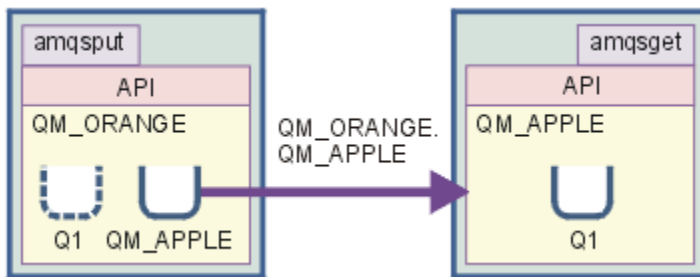 amqsput
API
QM_ORANGE
Q1 QM_APPLE
QM_ORANGE.
QM_APPLE
amqsget
API
QM_APPLE
Q1